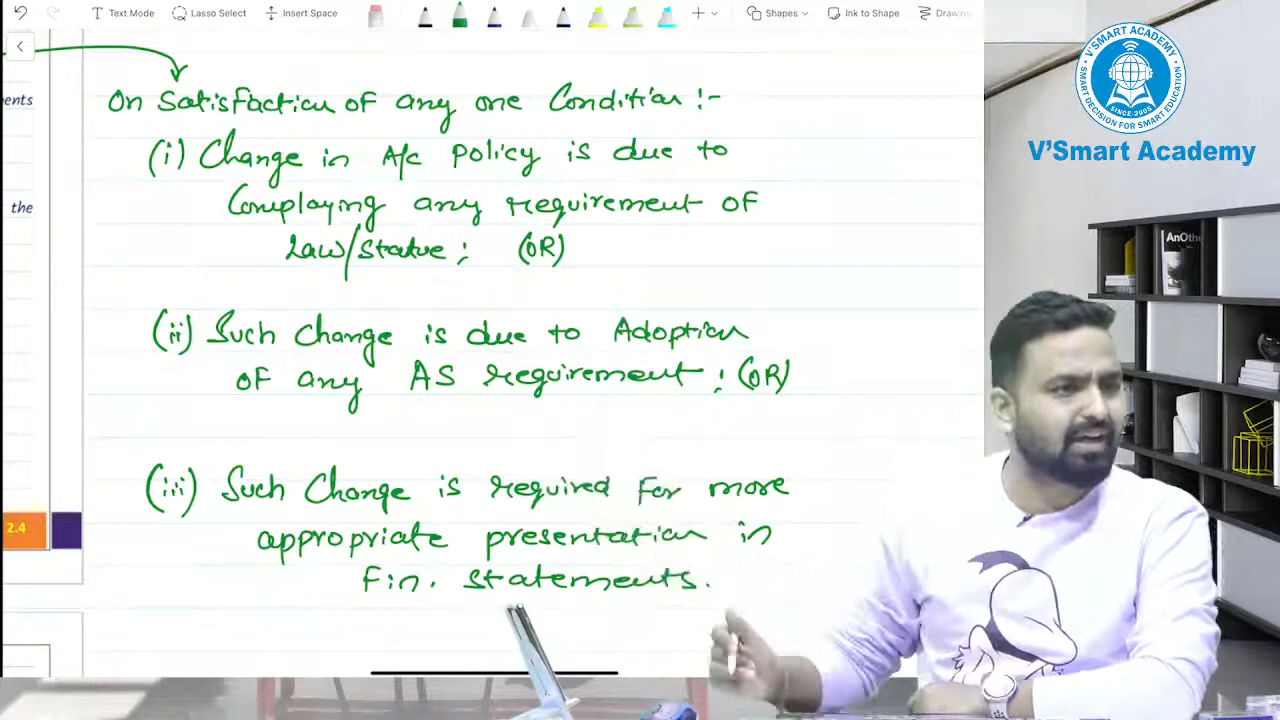 Text Mode Lasso Select Insert Space Shapes Ink to Shape Drawing
ents
the
2.4
On Satisfaction of any one Condition :-
(i) Change in A/c Policy is due to
Complaying any requirement of
Law/Statue ; (OR)
(ii) Such Change is due to Adoption
of any AS requirement ; (OR)
(iii) Such Change is required For more
appropriate presentation in
Fin. Statements.
V'SMART ACADEMY
SINCE-2005
SMART DECISION FOR SMART EDUCATION
V'Smart Academy
AnOthe